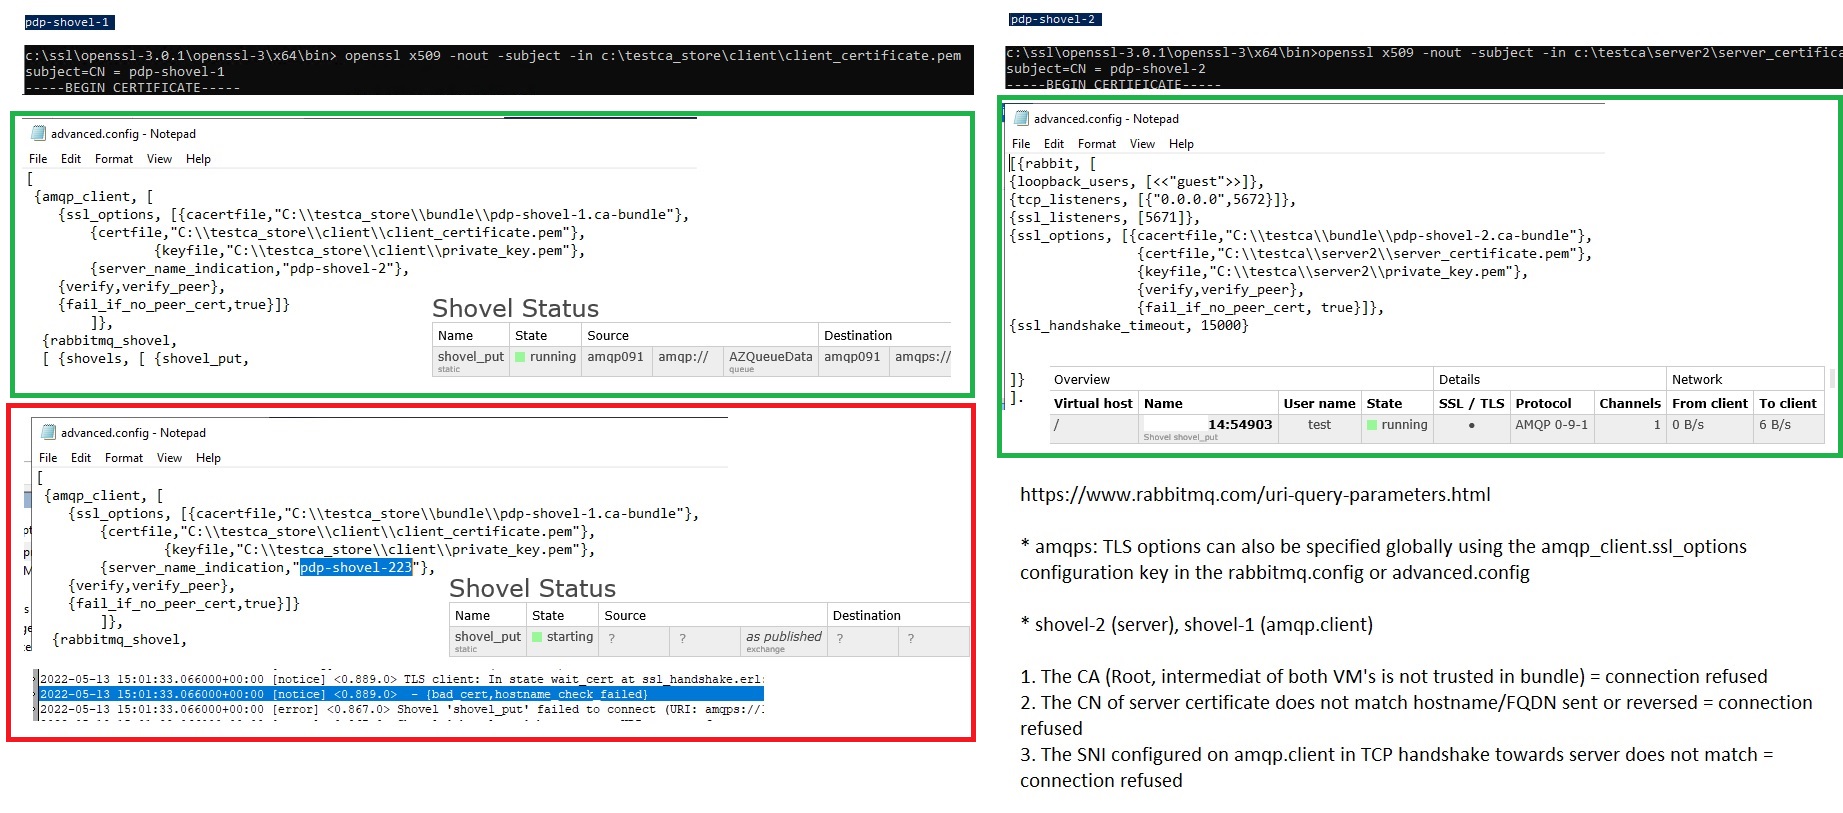 pdp-shovel-1
c:\ssl\openssl-3.0.1\openssl-3\x64\bin> openssl x509 -nout -subject -in c:\testca_store\client\client_certificate.pem
subject=CN = pdp-shovel-1
-----BEGIN CERTIFICATE-----
advanced.config - Notepad
File Edit Format View Help
[
{amqp_client, [
{ssl_options, [{cacertfile,"C:\\testca_store\\bundle\\pdp-shovel-1.ca-bundle"},
{certfile,"C:\\testca_store\\client\\client_certificate.pem"},
{keyfile,"C:\\testca_store\\client\\private_key.pem"},
{server_name_indication,"pdp-shovel-2"},
{verify,verify_peer},
{fail_if_no_peer_cert,true}]}
]},
{rabbitmq_shovel,
[ {shovels, [ {shovel_put,
Shovel Status
Name State Source Destination
shovel_put running amqp091 amqp:// AZQueueData amqp091 amqps://
static queue
advanced.config - Notepad
File Edit Format View Help
[
{amqp_client, [
{ssl_options, [{cacertfile,"C:\\testca_store\\bundle\\pdp-shovel-1.ca-bundle"},
{certfile,"C:\\testca_store\\client\\client_certificate.pem"},
{keyfile,"C:\\testca_store\\client\\private_key.pem"},
{server_name_indication,"pdp-shovel-223"},
{verify,verify_peer},
{fail_if_no_peer_cert,true}]}
]},
{rabbitmq_shovel,
Shovel Status
Name State Source Destination
shovel_put starting ? ? as published ? ?
static exchange
2022-05-13 15:01:33.066000+00:00 [notice] <0.889.0> TLS client: In state wait_cert at ssl_handshake.erl:
2022-05-13 15:01:33.066000+00:00 [notice] <0.889.0> - {bad_cert,hostname_check_failed}
2022-05-13 15:01:33.066000+00:00 [error] <0.867.0> Shovel 'shovel_put' failed to connect (URI: amqps://
pdp-shovel-2
c:\ssl\openssl-3.0.1\openssl-3\x64\bin>openssl x509 -nout -subject -in c:\testca\server2\server_certifica
subject=CN = pdp-shovel-2
-----BEGIN CERTIFICATE-----
advanced.config - Notepad
File Edit Format View Help
[{rabbit, [
{loopback_users, [<<"guest">>]},
{tcp_listeners, [{"0.0.0.0",5672}]},
{ssl_listeners, [5671]},
{ssl_options, [{cacertfile,"C:\\testca\\bundle\\pdp-shovel-2.ca-bundle"},
{certfile,"C:\\testca\\server2\\server_certificate.pem"},
{keyfile,"C:\\testca\\server2\\private_key.pem"},
{verify,verify_peer},
{fail_if_no_peer_cert, true}]},
{ssl_handshake_timeout, 15000}
]}
].
Overview Details Network
Virtual host Name User name State SSL / TLS Protocol Channels From client To client
/ 14:54903 test running ● AMQP 0-9-1 1 0 B/s 6 B/s
Shovel shovel_put
https://www.rabbitmq.com/uri-query-parameters.html
* amqps: TLS options can also be specified globally using the amqp_client.ssl_options
configuration key in the rabbitmq.config or advanced.config
* shovel-2 (server), shovel-1 (amqp.client)
1. The CA (Root, intermediat of both VM's is not trusted in bundle) = connection refused
2. The CN of server certificate does not match hostname/FQDN sent or reversed = connection
refused
3. The SNI configured on amqp.client in TCP handshake towards server does not match =
connection refused